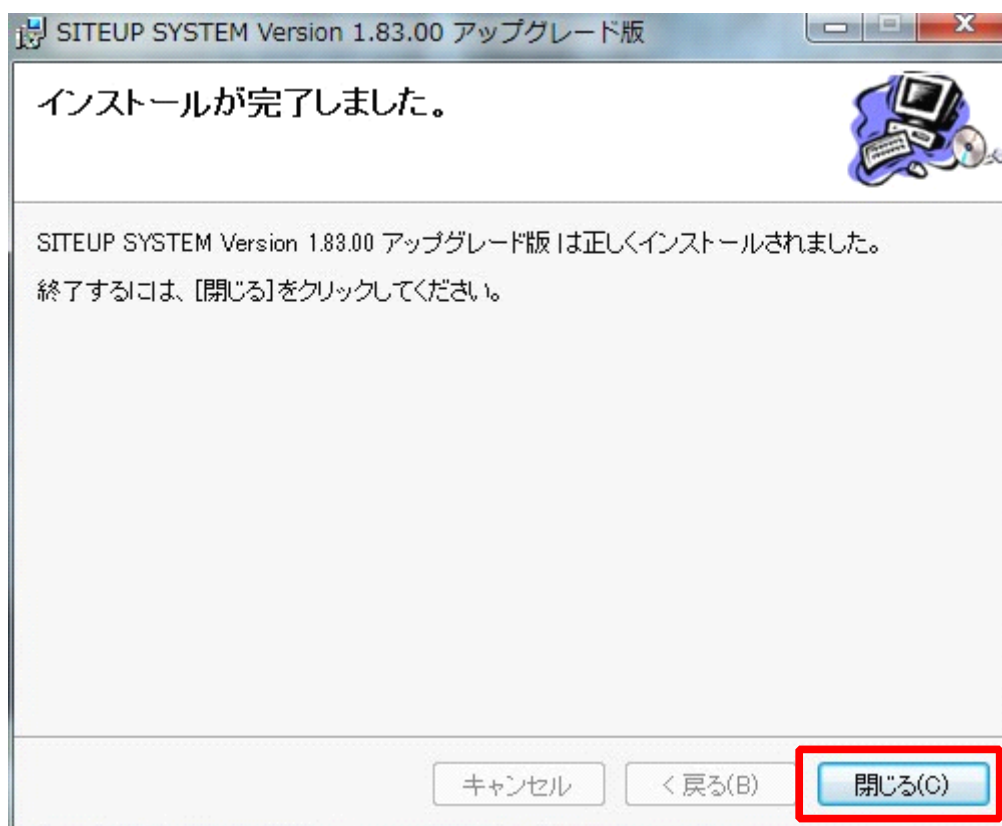 SITEUP SYSTEM Version 1.83.00 アップグレード版
インストールが完了しました。
SITEUP SYSTEM Version 1.83.00 アップグレード版 は正しくインストールされました。
終了するには、[閉じる]をクリックしてください。
キャンセル
< 戻る(B)
閉じる(C)